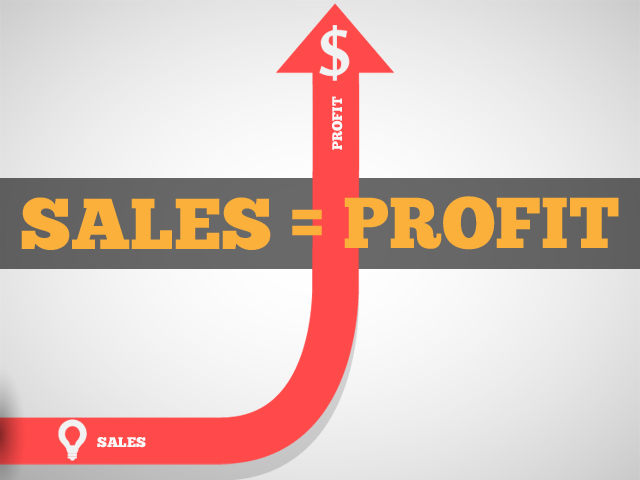 $
PROFIT
SALES = PROFIT
SALES